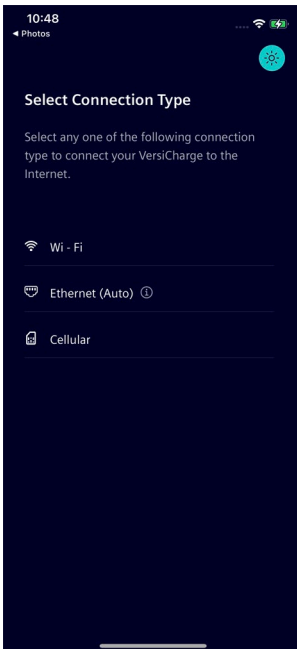 10:48
◀ Photos
Select Connection Type
Select any one of the following connection
type to connect your VersiCharge to the
Internet.
Wi - Fi
Ethernet (Auto)
Cellular